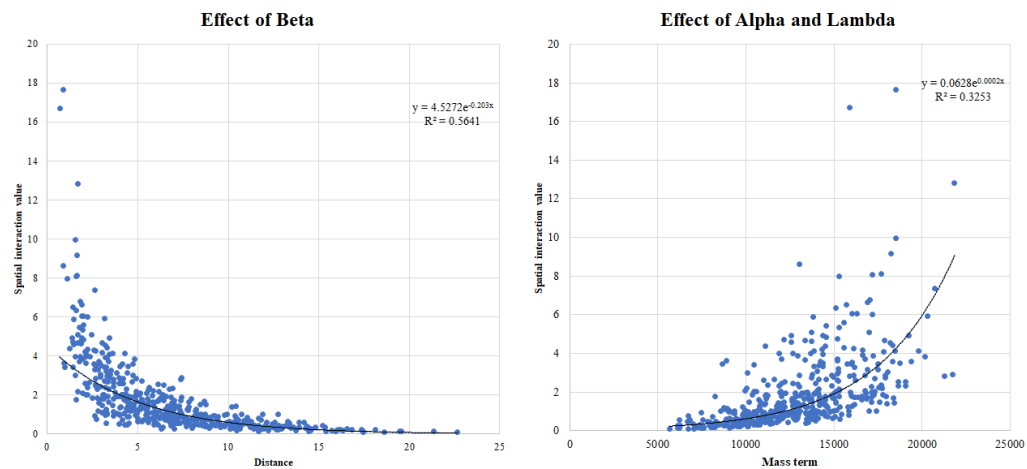 Effect of Beta
20
18
16
14
12
10
8
6
4
2
0
Spatial interaction value
y = 4.5272e^-0.203x
R² = 0.5641
0 5 10 15 20 25
Distance
Effect of Alpha and Lambda
20
18
16
14
12
10
8
6
4
2
0
Spatial interaction value
y = 0.0628e^0.0002x
R² = 0.3253
0 5000 10000 15000 20000 25000
Mass term